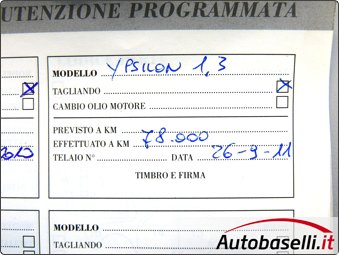 UTENZIONE PROGRAMMATA
MODELLO YPSILON 1,3
TAGLIANDO
CAMBIO OLIO MOTORE
PREVISTO A KM
EFFETTUATO A KM 78.000
TELAIO N° DATA 26-9-11
TIMBRO E FIRMA
MODELLO
TAGLIANDO
Autobaselli.it